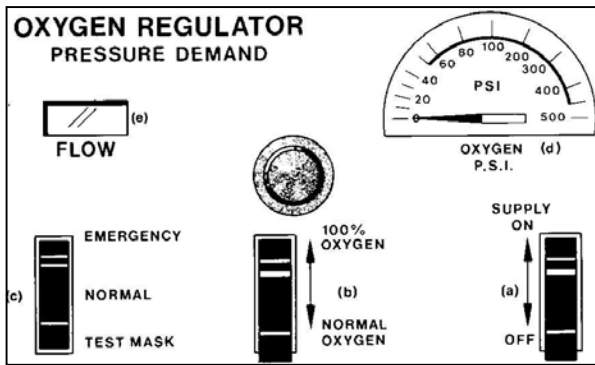 OXYGEN REGULATOR
PRESSURE DEMAND
(e)
FLOW
0 20 40 60 80 100 200 300 400 500
PSI
OXYGEN (d)
P.S.I.
(c)
EMERGENCY
NORMAL
TEST MASK
100%
OXYGEN
(b)
NORMAL
OXYGEN
SUPPLY
ON
(a)
OFF